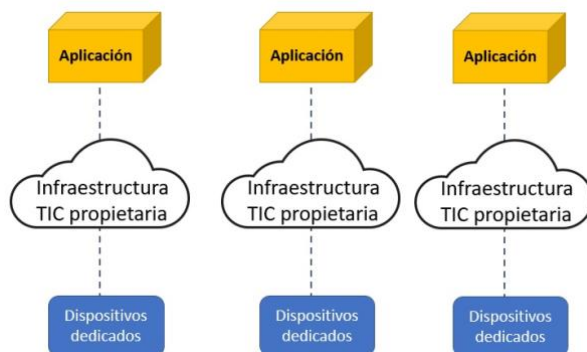 Aplicación
Aplicación
Aplicación
Infraestructura
TIC propietaria
Infraestructura
TIC propietaria
Infraestructura
TIC propietaria
Dispositivos
dedicados
Dispositivos
dedicados
Dispositivos
dedicados